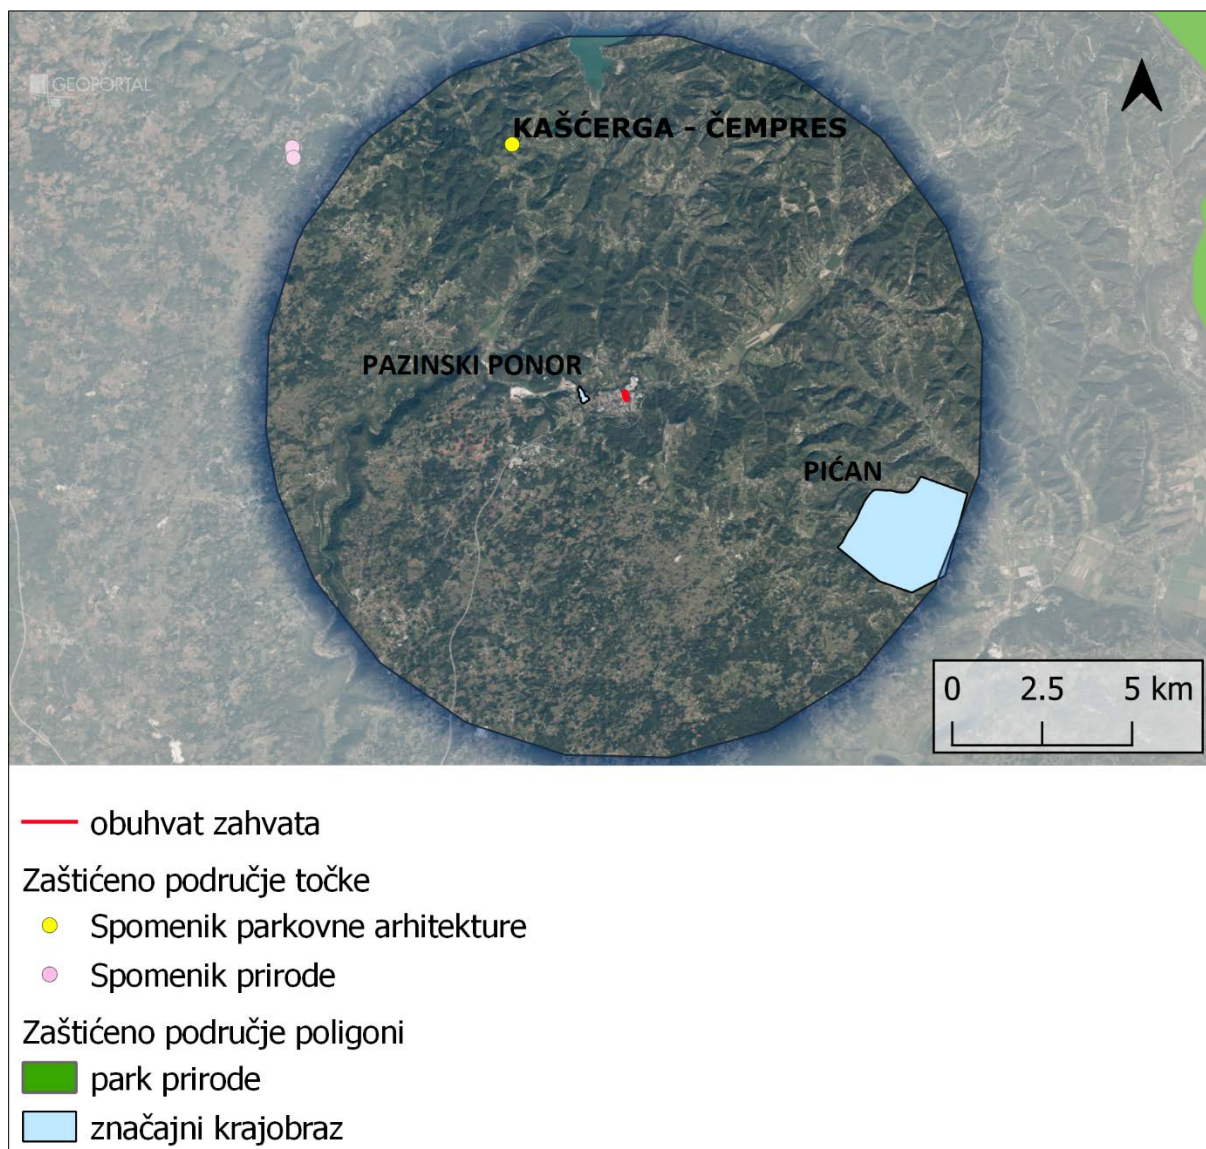 GEOPORTAL
KAŠĆERGA - ČEMPRES
PAZINSKI PONOR
PIĆAN
0 2.5 5 km
obuhvat zahvata
Zaštićeno područje točke
Spomenik parkovne arhitekture
Spomenik prirode
Zaštićeno područje poligoni
park prirode
značajni krajobraz